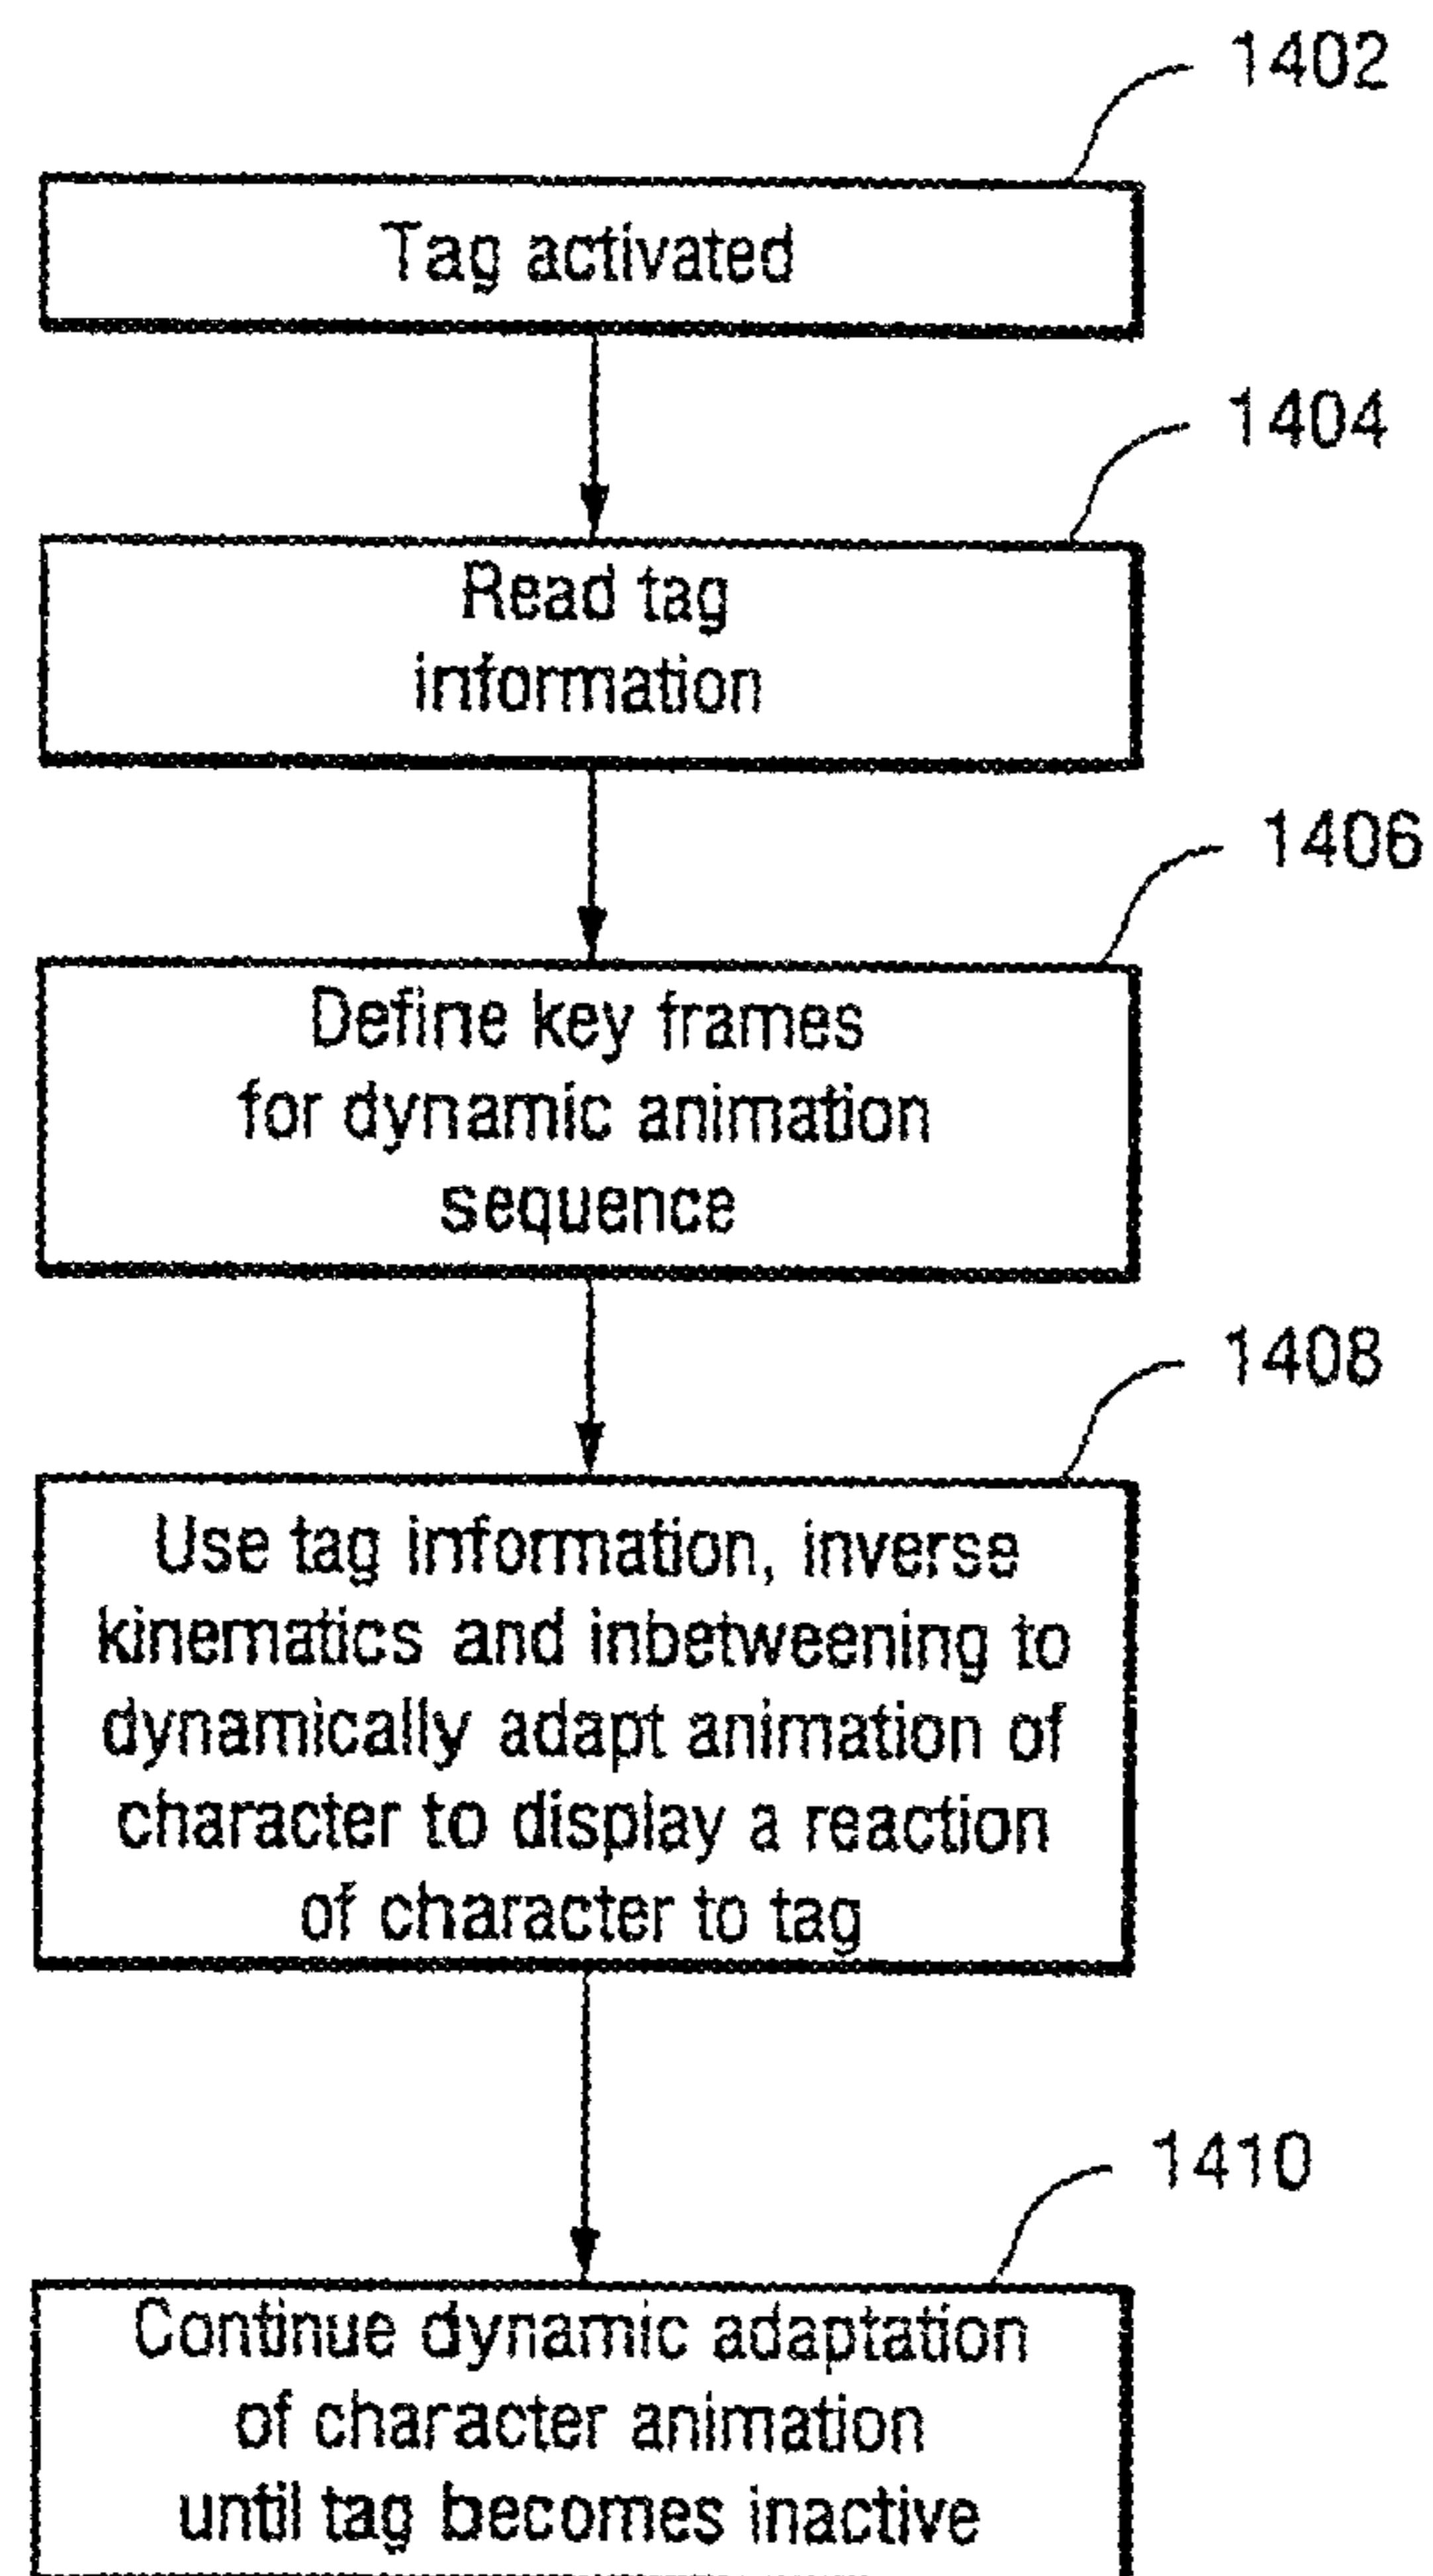 1402
Tag activated
1404
Read tag
information
1406
Define key frames
for dynamic animation
sequence
1408
Use tag information, inverse
kinematics and inbetweening to
dynamically adapt animation of
character to display a reaction
of character to tag
1410
Continue dynamic adaptation
of character animation
until tag becomes inactive